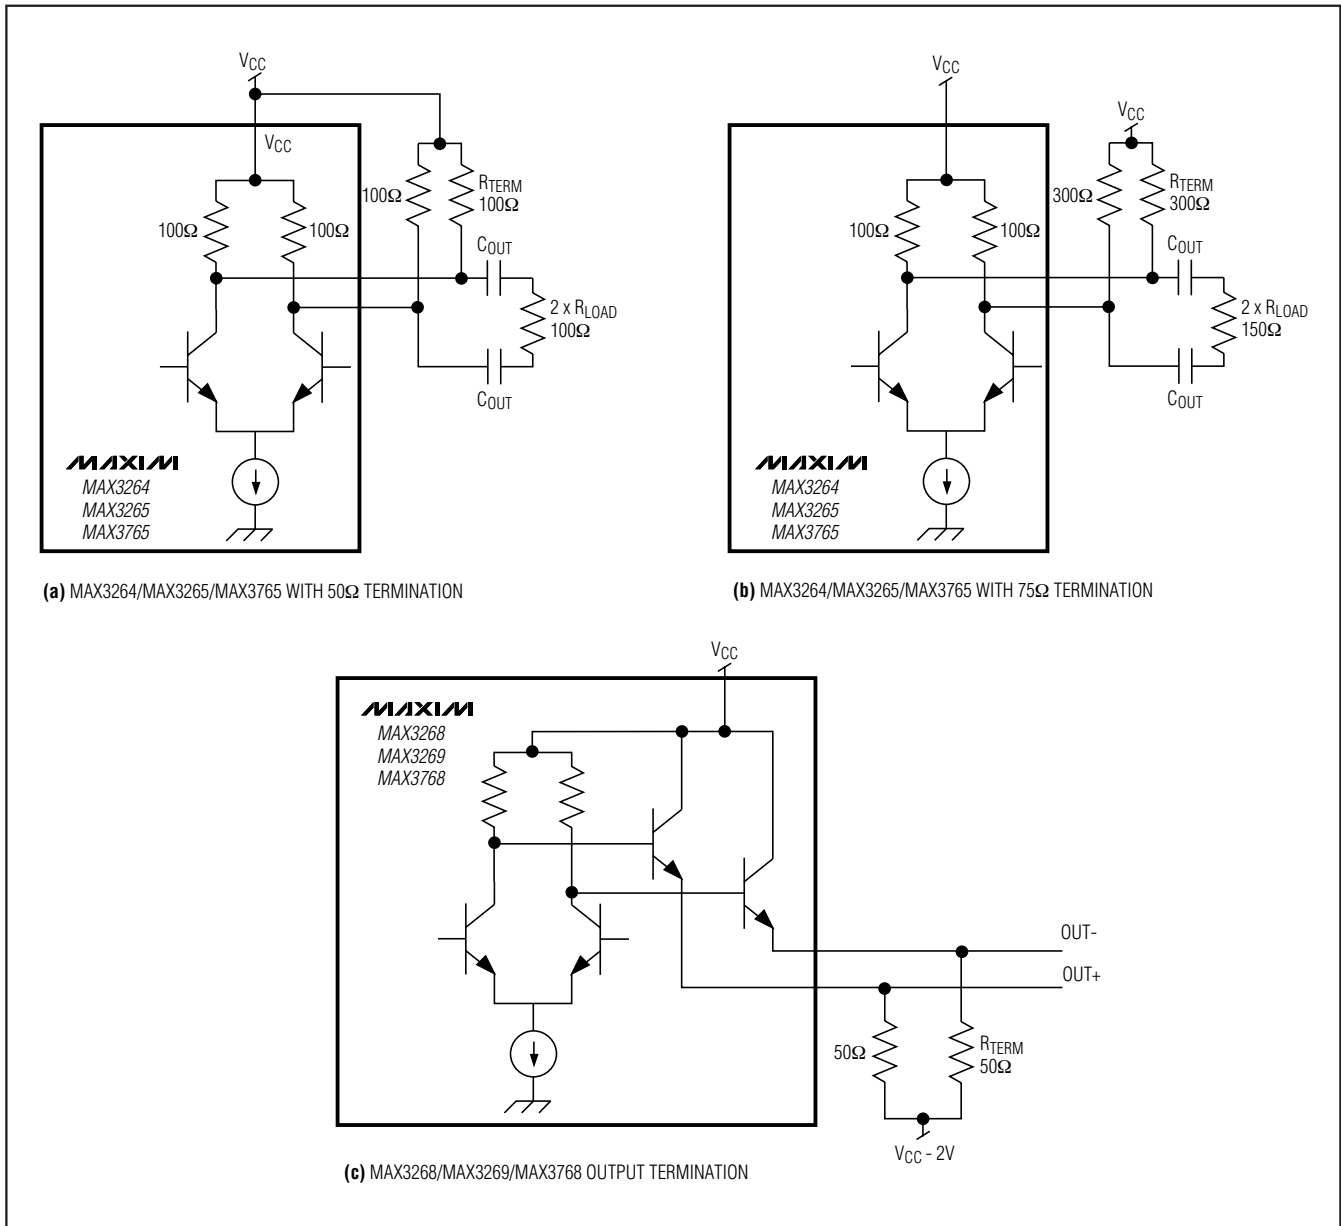 VCC
VCC
100Ω
100Ω
100Ω
RTERM
100Ω
COUT
2 x RLOAD
100Ω
COUT
MAXIM
MAX3264
MAX3265
MAX3765
(a) MAX3264/MAX3265/MAX3765 WITH 50Ω TERMINATION
VCC
VCC
100Ω
100Ω
300Ω
RTERM
300Ω
COUT
2 x RLOAD
150Ω
COUT
MAXIM
MAX3264
MAX3265
MAX3765
(b) MAX3264/MAX3265/MAX3765 WITH 75Ω TERMINATION
VCC
MAXIM
MAX3268
MAX3269
MAX3768
OUT-
OUT+
50Ω
RTERM
50Ω
VCC - 2V
(c) MAX3268/MAX3269/MAX3768 OUTPUT TERMINATION